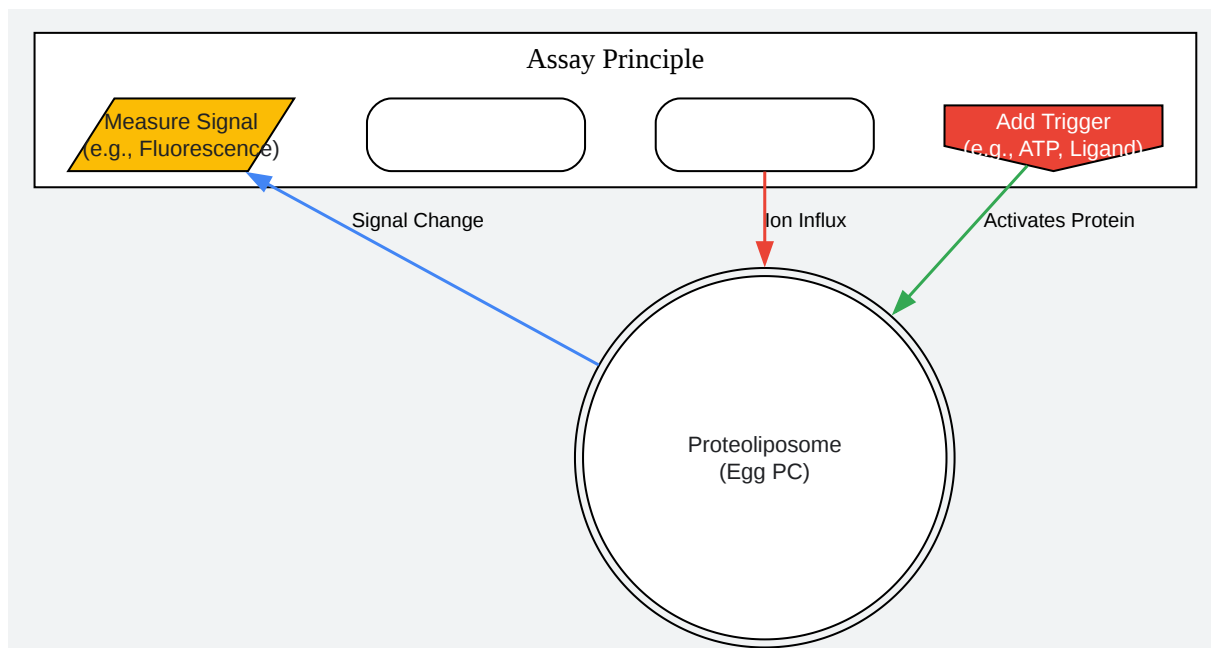 Assay Principle
Measure Signal
(e.g., Fluorescence)
Add Trigger
(e.g., ATP, Ligand)
Signal Change
Ion Influx
Activates Protein
Proteoliposome
(Egg PC)